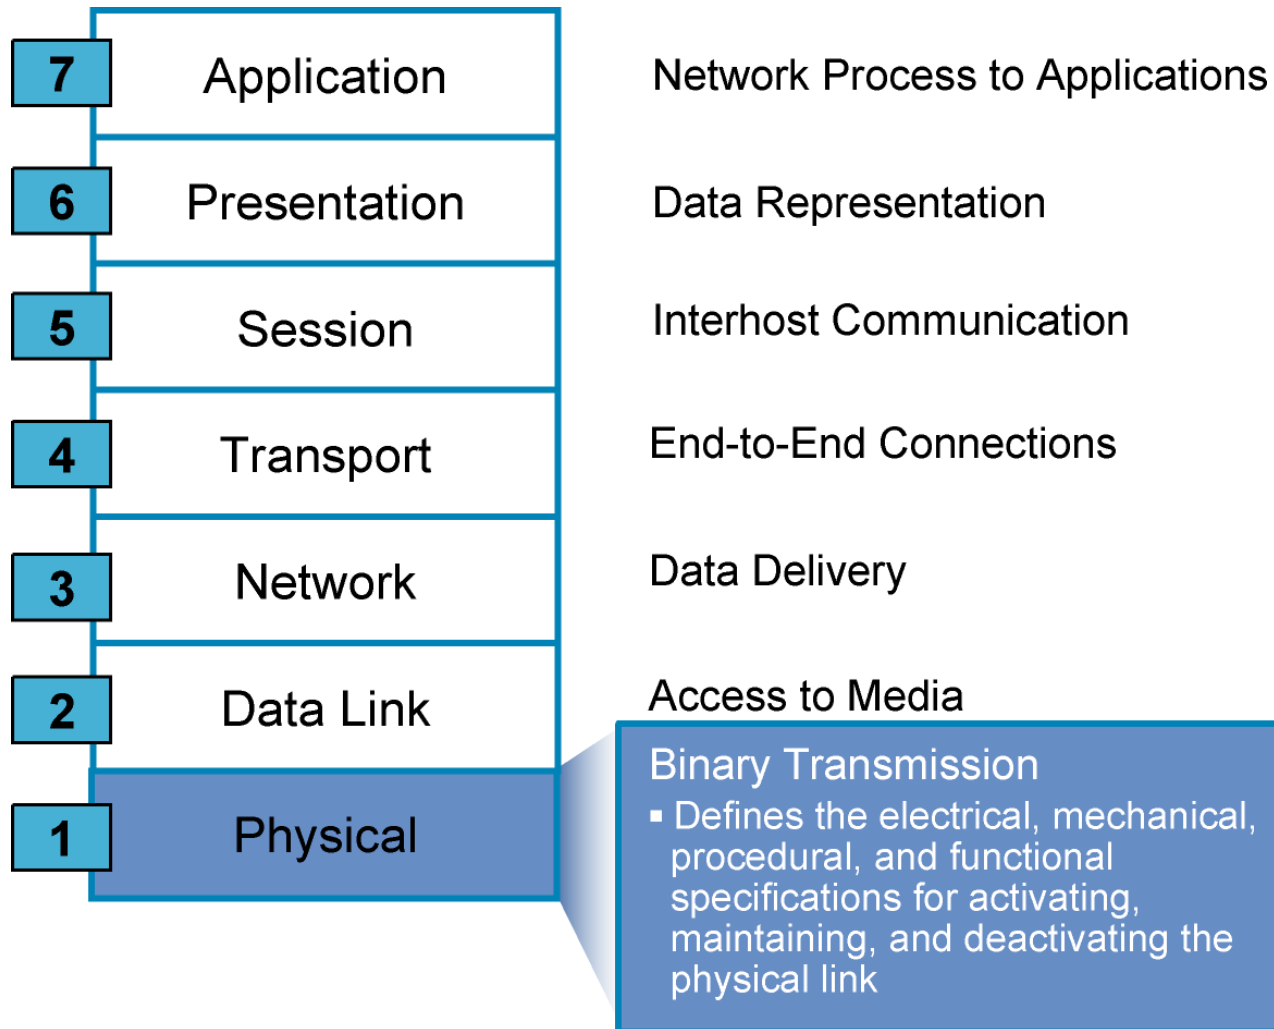 7 Application Network Process to Applications
6 Presentation Data Representation
5 Session Interhost Communication
4 Transport End-to-End Connections
3 Network Data Delivery
2 Data Link Access to Media
1 Physical
Binary Transmission
▪ Defines the electrical, mechanical,
procedural, and functional
specifications for activating,
maintaining, and deactivating the
physical link